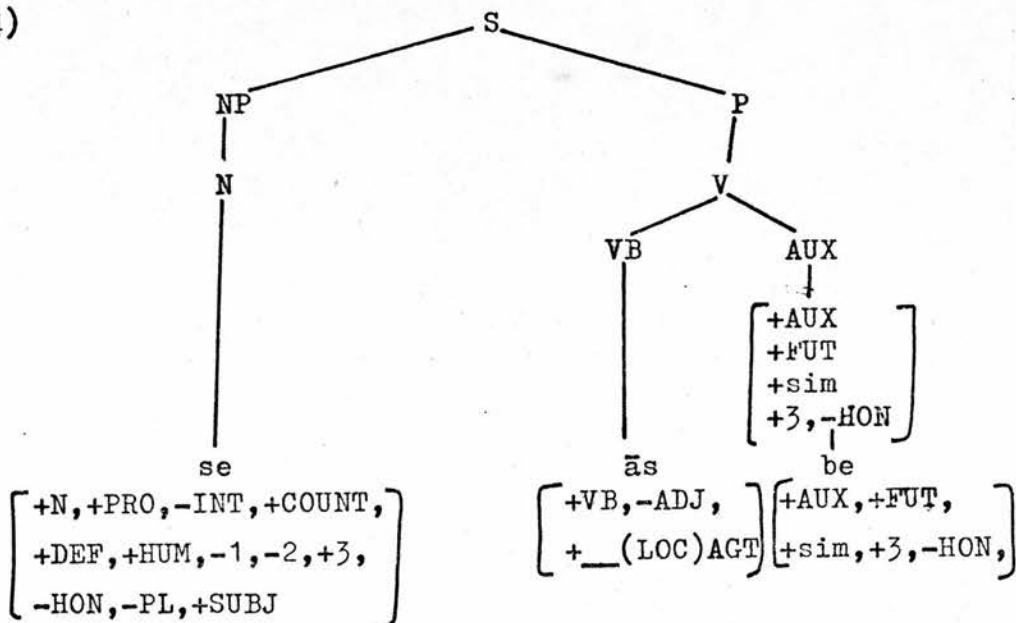 S
NP P
N V
VB AUX
+AUX
+FUT
+sim
+3,-HON
se ās be
+N,+PRO,-INT,+COUNT, +VB,-ADJ, +AUX,+FUT,
+DEF,+HUM,-1,-2,+3, +__(LOC)AGT +sim,+3,-HON,
-HON,-PL,+SUBJ